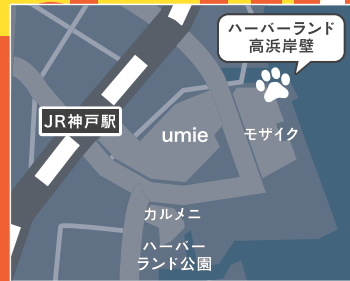 ハーバーランド
高浜岸壁
JR神戸駅
umie
モザイク
カルメニ
ハーバー
ランド公園